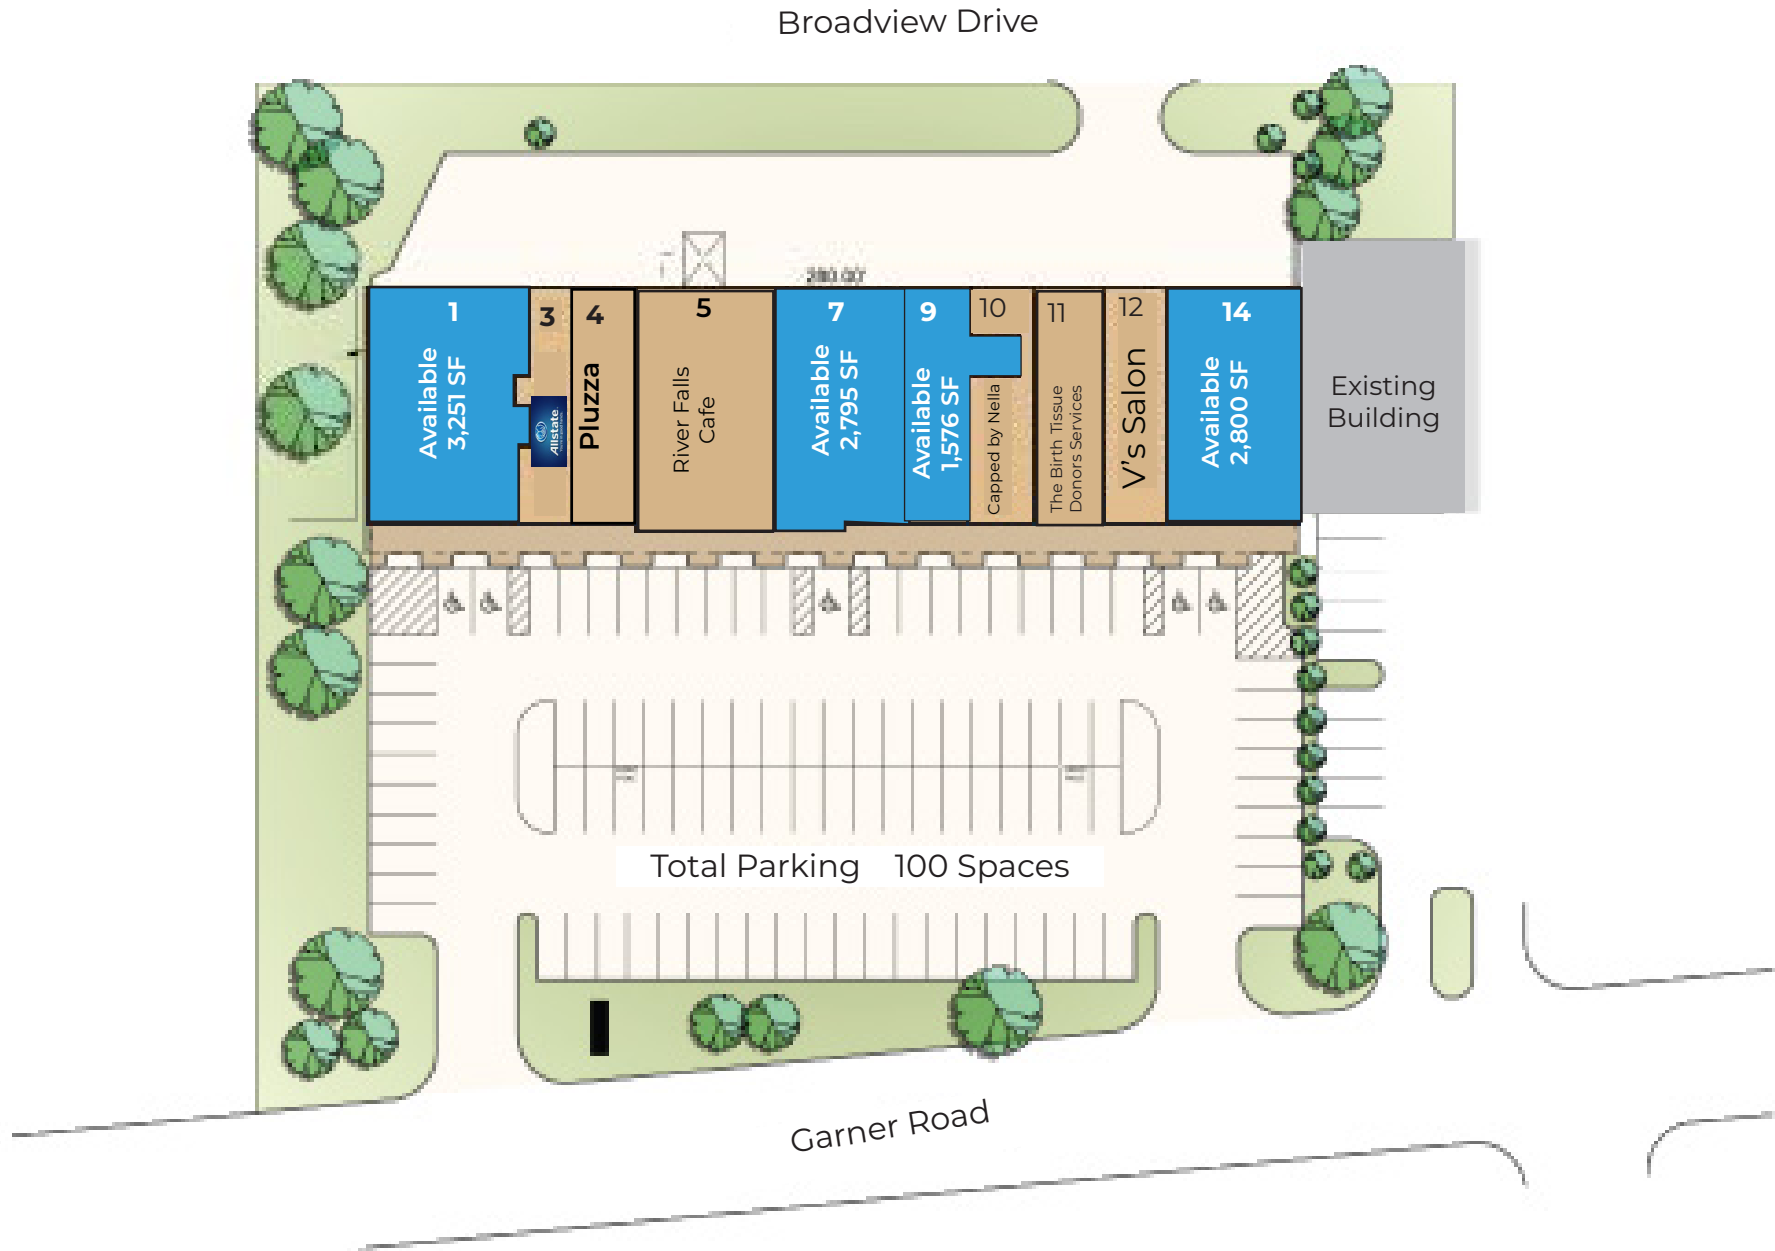 Broadview Drive
280.00'
1
Available
3,251 SF
3
Allstate
4
Pluzza
5
River Falls
Cafe
7
Available
2,795 SF
9
Available
1,576 SF
10
Capped by Nella
11
The Birth Tissue
Donors Services
12
V's Salon
14
Available
2,800 SF
Existing
Building
Total Parking 100 Spaces
Garner Road